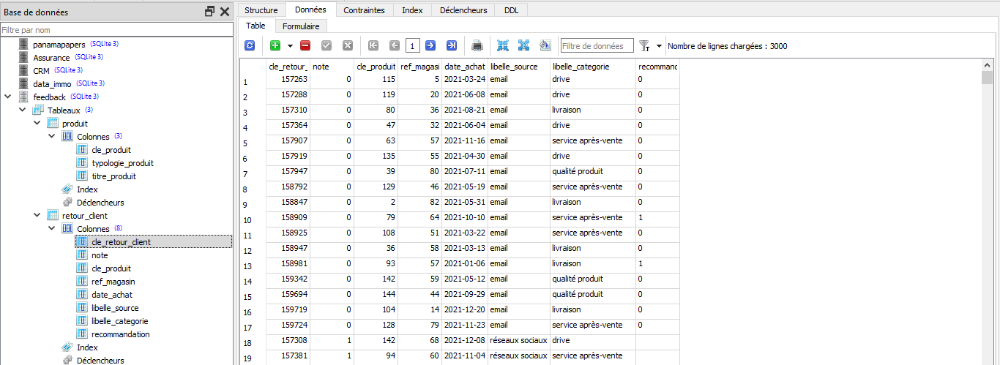 Base de données
Filtre par nom
panamapapers (SQLite 3)
Assurance (SQLite 3)
CRM (SQLite 3)
data_immo (SQLite 3)
feedback (SQLite 3)
Tableaux (3)
produit
Colonnes (3)
cle_produit
typologie_produit
titre_produit
Index
Déclencheurs
retour_client
Colonnes (8)
cle_retour_client
note
cle_produit
ref_magasin
date_achat
libelle_source
libelle_categorie
recommandation
Index
Déclencheurs
Structure Données Contraintes Index Déclencheurs DDL
Table Formulaire
1 Filtre de données Nombre de lignes chargées : 3000
cle_retour_ note cle_produit ref_magasi date_achat libelle_source libelle_categorie recommanc
1 157263 0 115 5 2021-03-24 email drive 0
2 157288 0 119 20 2021-06-08 email drive 0
3 157310 0 80 36 2021-08-21 email livraison 0
4 157364 0 47 32 2021-06-04 email drive 0
5 157907 0 63 57 2021-11-16 email service après-vente 0
6 157919 0 135 55 2021-04-30 email drive 0
7 157947 0 39 80 2021-07-11 email qualité produit 0
8 158792 0 129 46 2021-05-19 email service après-vente 0
9 158847 0 2 82 2021-05-31 email livraison 0
10 158909 0 79 64 2021-10-10 email service après-vente 1
11 158925 0 108 51 2021-03-22 email service après-vente 0
12 158947 0 36 58 2021-03-13 email livraison 0
13 158981 0 93 57 2021-01-06 email livraison 1
14 159342 0 142 59 2021-05-12 email qualité produit 0
15 159694 0 144 44 2021-09-29 email qualité produit 0
16 159719 0 104 14 2021-12-20 email livraison 0
17 159724 0 128 79 2021-11-23 email service après-vente 0
18 157308 1 142 68 2021-12-08 réseaux sociaux drive
19 157381 1 94 60 2021-11-04 réseaux sociaux service après-vente